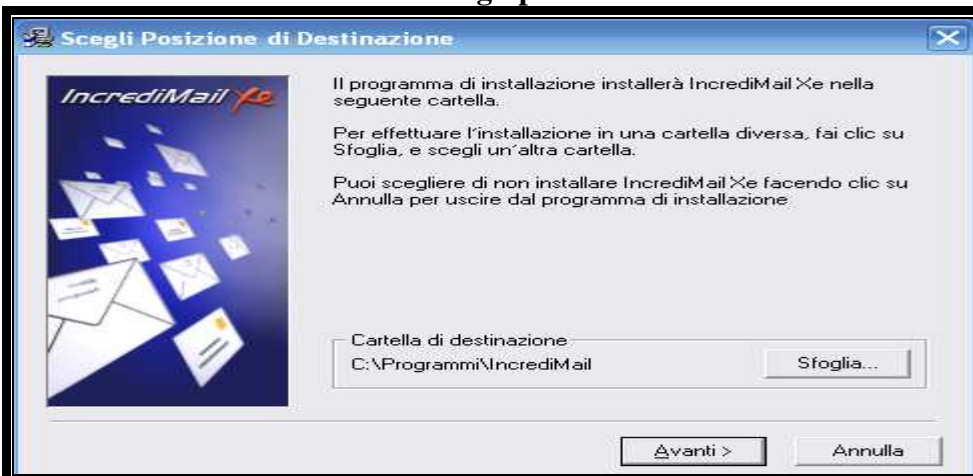 Scegli Posizione di Destinazione
IncrediMail Xe
Il programma di installazione installerà IncrediMail Xe nella
seguente cartella.
Per effettuare l'installazione in una cartella diversa, fai clic su
Sfoglia, e scegli un'altra cartella.
Puoi scegliere di non installare IncrediMail Xe facendo clic su
Annulla per uscire dal programma di installazione
Cartella di destinazione
C:\Programmi\IncrediMail
Sfoglia...
Avanti >
Annulla